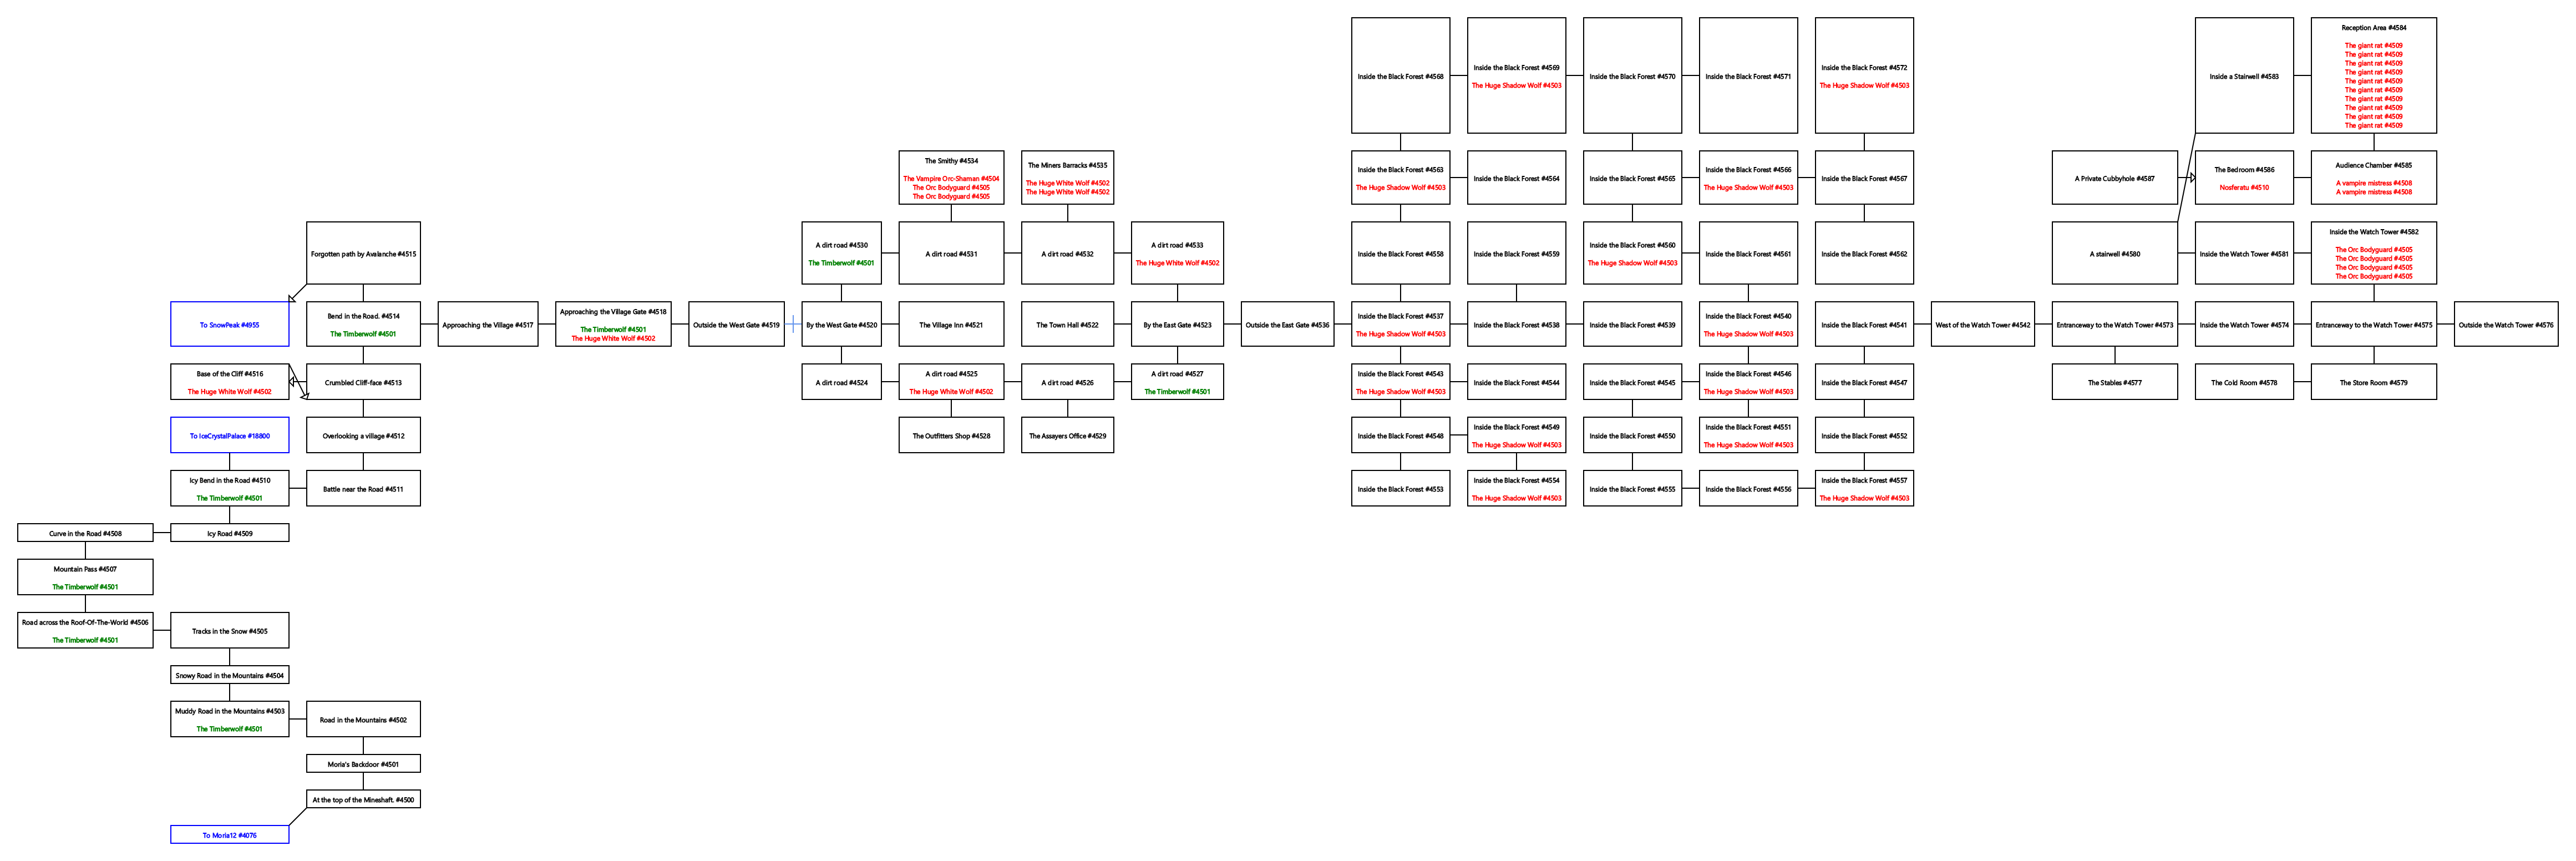 Inside the Black Forest #4568
Inside the Black Forest #4569
The Huge Shadow Wolf #4503
Inside the Black Forest #4570
Inside the Black Forest #4571
Inside the Black Forest #4572
The Huge Shadow Wolf #4503
Inside a Stairwell #4583
Reception Area #4584
The giant rat #4509
The giant rat #4509
The giant rat #4509
The giant rat #4509
The giant rat #4509
The giant rat #4509
The giant rat #4509
The giant rat #4509
The giant rat #4509
The giant rat #4509
The Smithy #4534
The Vampire Orc-Shaman #4504
The Orc Bodyguard #4505
The Orc Bodyguard #4505
The Miners Barracks #4535
The Huge White Wolf #4502
The Huge White Wolf #4502
Inside the Black Forest #4563
The Huge Shadow Wolf #4503
Inside the Black Forest #4564
Inside the Black Forest #4565
Inside the Black Forest #4566
The Huge Shadow Wolf #4503
Inside the Black Forest #4567
A Private Cubbyhole #4587
The Bedroom #4586
Nosferatu #4510
Audience Chamber #4585
A vampire mistress #4508
A vampire mistress #4508
Forgotten path by Avalanche #4515
A dirt road #4530
The Timberwolf #4501
A dirt road #4531
A dirt road #4532
A dirt road #4533
The Huge White Wolf #4502
Inside the Black Forest #4558
Inside the Black Forest #4559
Inside the Black Forest #4560
The Huge Shadow Wolf #4503
Inside the Black Forest #4561
Inside the Black Forest #4562
A stairwell #4580
Inside the Watch Tower #4581
Inside the Watch Tower #4582
The Orc Bodyguard #4505
The Orc Bodyguard #4505
The Orc Bodyguard #4505
The Orc Bodyguard #4505
To SnowPeak #4955
Bend in the Road. #4514
The Timberwolf #4501
Approaching the Village #4517
Approaching the Village Gate #4518
The Timberwolf #4501
The Huge White Wolf #4502
Outside the West Gate #4519
By the West Gate #4520
The Village Inn #4521
The Town Hall #4522
By the East Gate #4523
Outside the East Gate #4536
Inside the Black Forest #4537
The Huge Shadow Wolf #4503
Inside the Black Forest #4538
Inside the Black Forest #4539
Inside the Black Forest #4540
The Huge Shadow Wolf #4503
Inside the Black Forest #4541
West of the Watch Tower #4542
Entranceway to the Watch Tower #4573
Inside the Watch Tower #4574
Entranceway to the Watch Tower #4575
Outside the Watch Tower #4576
Base of the Cliff #4516
The Huge White Wolf #4502
Crumbled Cliff-face #4513
A dirt road #4524
A dirt road #4525
The Huge White Wolf #4502
A dirt road #4526
A dirt road #4527
The Timberwolf #4501
Inside the Black Forest #4543
The Huge Shadow Wolf #4503
Inside the Black Forest #4544
Inside the Black Forest #4545
Inside the Black Forest #4546
The Huge Shadow Wolf #4503
Inside the Black Forest #4547
The Stables #4577
The Cold Room #4578
The Store Room #4579
To IceCrystalPalace #18800
Overlooking a village #4512
The Outfitters Shop #4528
The Assayers Office #4529
Inside the Black Forest #4548
Inside the Black Forest #4549
The Huge Shadow Wolf #4503
Inside the Black Forest #4550
Inside the Black Forest #4551
The Huge Shadow Wolf #4503
Inside the Black Forest #4552
Icy Bend in the Road #4510
The Timberwolf #4501
Battle near the Road #4511
Inside the Black Forest #4553
Inside the Black Forest #4554
The Huge Shadow Wolf #4503
Inside the Black Forest #4555
Inside the Black Forest #4556
Inside the Black Forest #4557
The Huge Shadow Wolf #4503
Curve in the Road #4508
Icy Road #4509
Mountain Pass #4507
The Timberwolf #4501
Road across the Roof-Of-The-World #4506
The Timberwolf #4501
Tracks in the Snow #4505
Snowy Road in the Mountains #4504
Muddy Road in the Mountains #4503
The Timberwolf #4501
Road in the Mountains #4502
Moria's Backdoor #4501
At the top of the Mineshaft. #4500
To Moria12 #4076